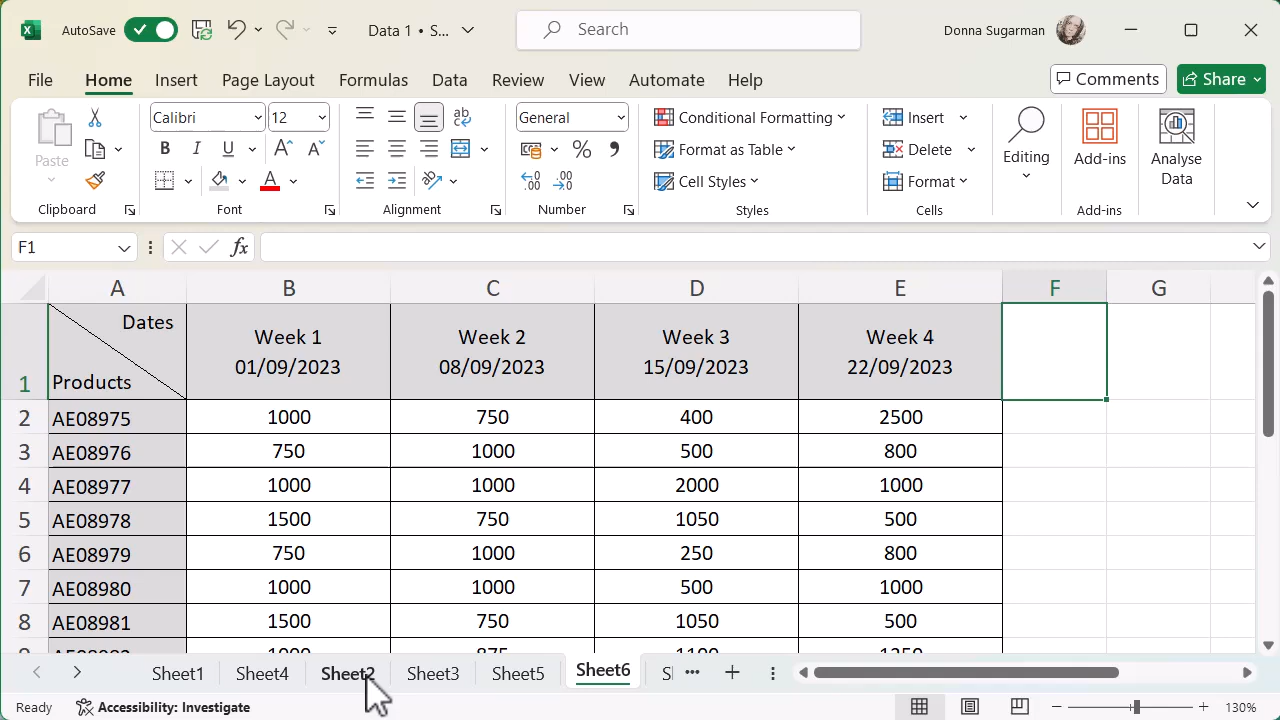 AutoSave
Data 1 • S...
Search
Donna Sugarman
File Home Insert Page Layout Formulas Data Review View Automate Help
Comments Share
Paste
Calibri 12
B I U
A A
A
ab
General
% 9
.00
.00
Conditional Formatting
Format as Table
Cell Styles
Insert
Delete
Format
Editing
Add-ins
Analyse Data
Clipboard Font Alignment Number Styles Cells Add-ins
F1 fx
A B C D E F G
1 Dates Products
Week 1 Week 2 Week 3 Week 4
01/09/2023 08/09/2023 15/09/2023 22/09/2023
2 AE08975 1000 750 400 2500
3 AE08976 750 1000 500 800
4 AE08977 1000 1000 2000 1000
5 AE08978 1500 750 1050 500
6 AE08979 750 1000 250 800
7 AE08980 1000 1000 500 1000
8 AE08981 1500 750 1050 500
Sheet1 Sheet4 Sheet2 Sheet3 Sheet5 Sheet6
Ready Accessibility: Investigate 130%